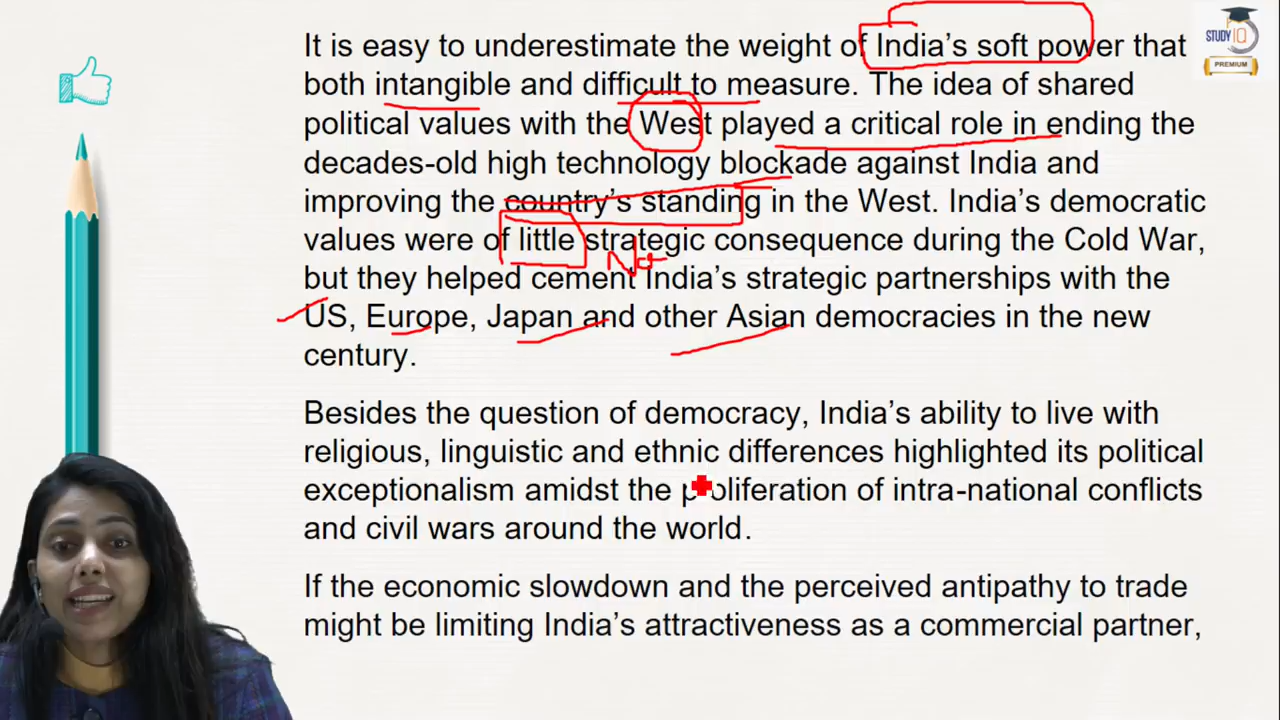 It is easy to underestimate the weight of India's soft power that
both intangible and difficult to measure. The idea of shared
political values with the West played a critical role in ending the
decades-old high technology blockade against India and
improving the country's standing in the West. India's democratic
values were of little strategic consequence during the Cold War,
but they helped cement India's strategic partnerships with the
US, Europe, Japan and other Asian democracies in the new
century.
Besides the question of democracy, India's ability to live with
religious, linguistic and ethnic differences highlighted its political
exceptionalism amidst the proliferation of intra-national conflicts
and civil wars around the world.
If the economic slowdown and the perceived antipathy to trade
might be limiting India's attractiveness as a commercial partner,
STUDY IQ
PREMIUM